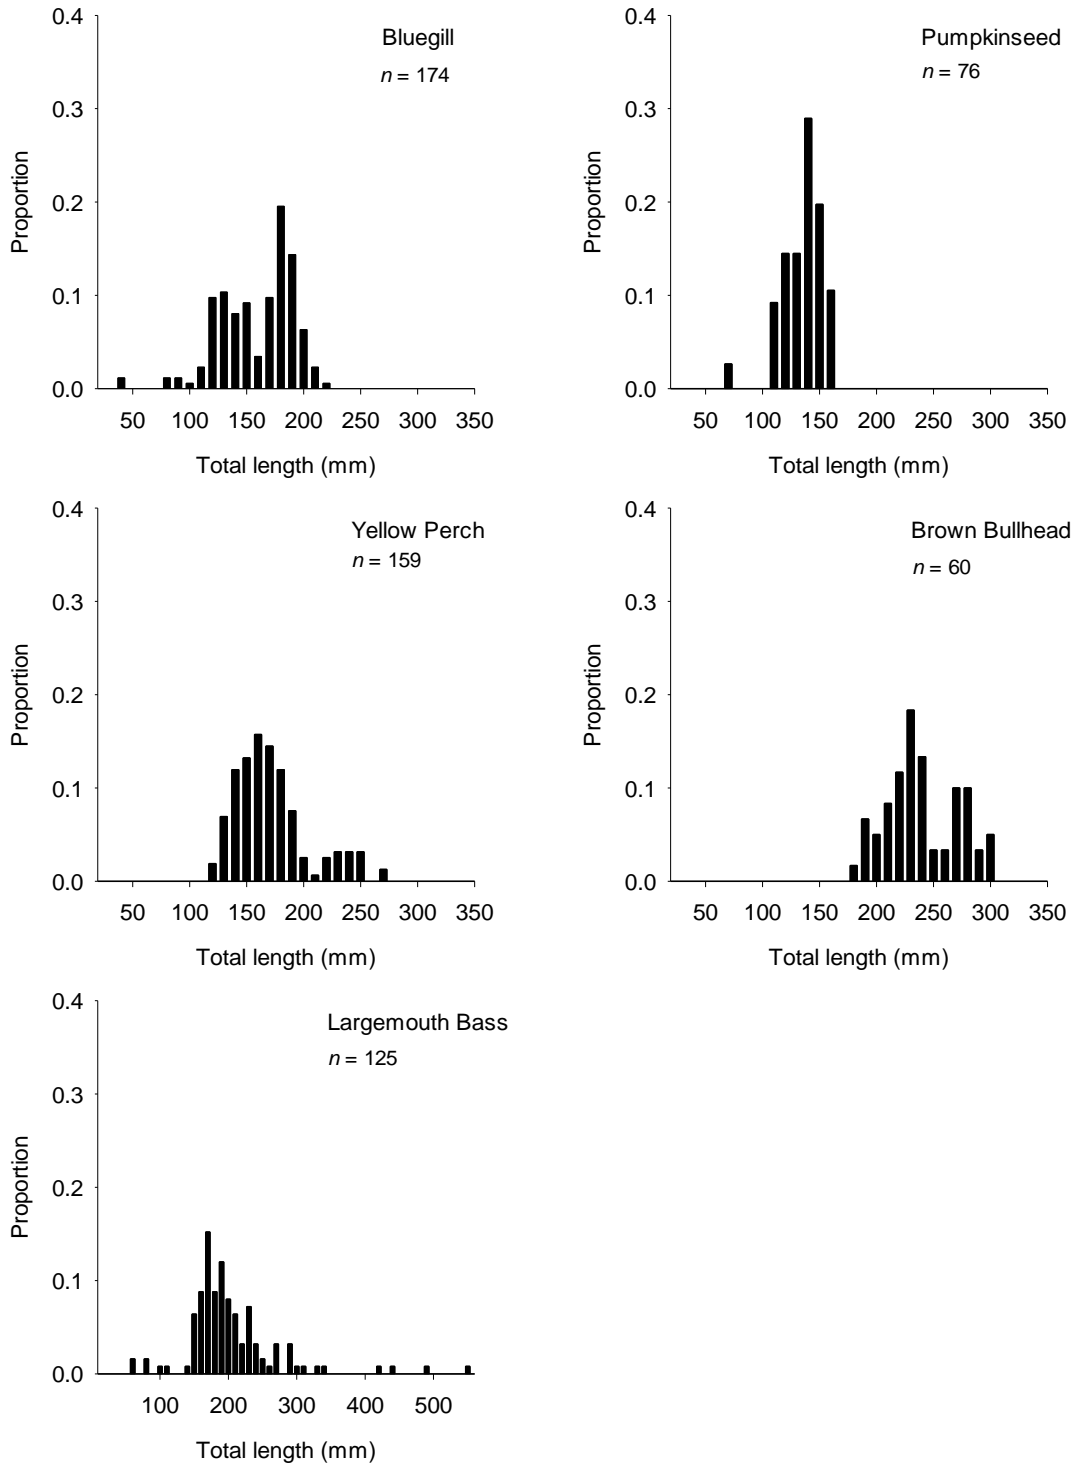 Bluegill
n = 174
0.4
0.3
0.2
0.1
0.0
Proportion
50 100 150 200 250 300 350
Total length (mm)
Pumpkinseed
n = 76
0.4
0.3
0.2
0.1
0.0
Proportion
50 100 150 200 250 300 350
Total length (mm)
Yellow Perch
n = 159
0.4
0.3
0.2
0.1
0.0
Proportion
50 100 150 200 250 300 350
Total length (mm)
Brown Bullhead
n = 60
0.4
0.3
0.2
0.1
0.0
Proportion
50 100 150 200 250 300 350
Total length (mm)
Largemouth Bass
n = 125
0.4
0.3
0.2
0.1
0.0
Proportion
100 200 300 400 500
Total length (mm)